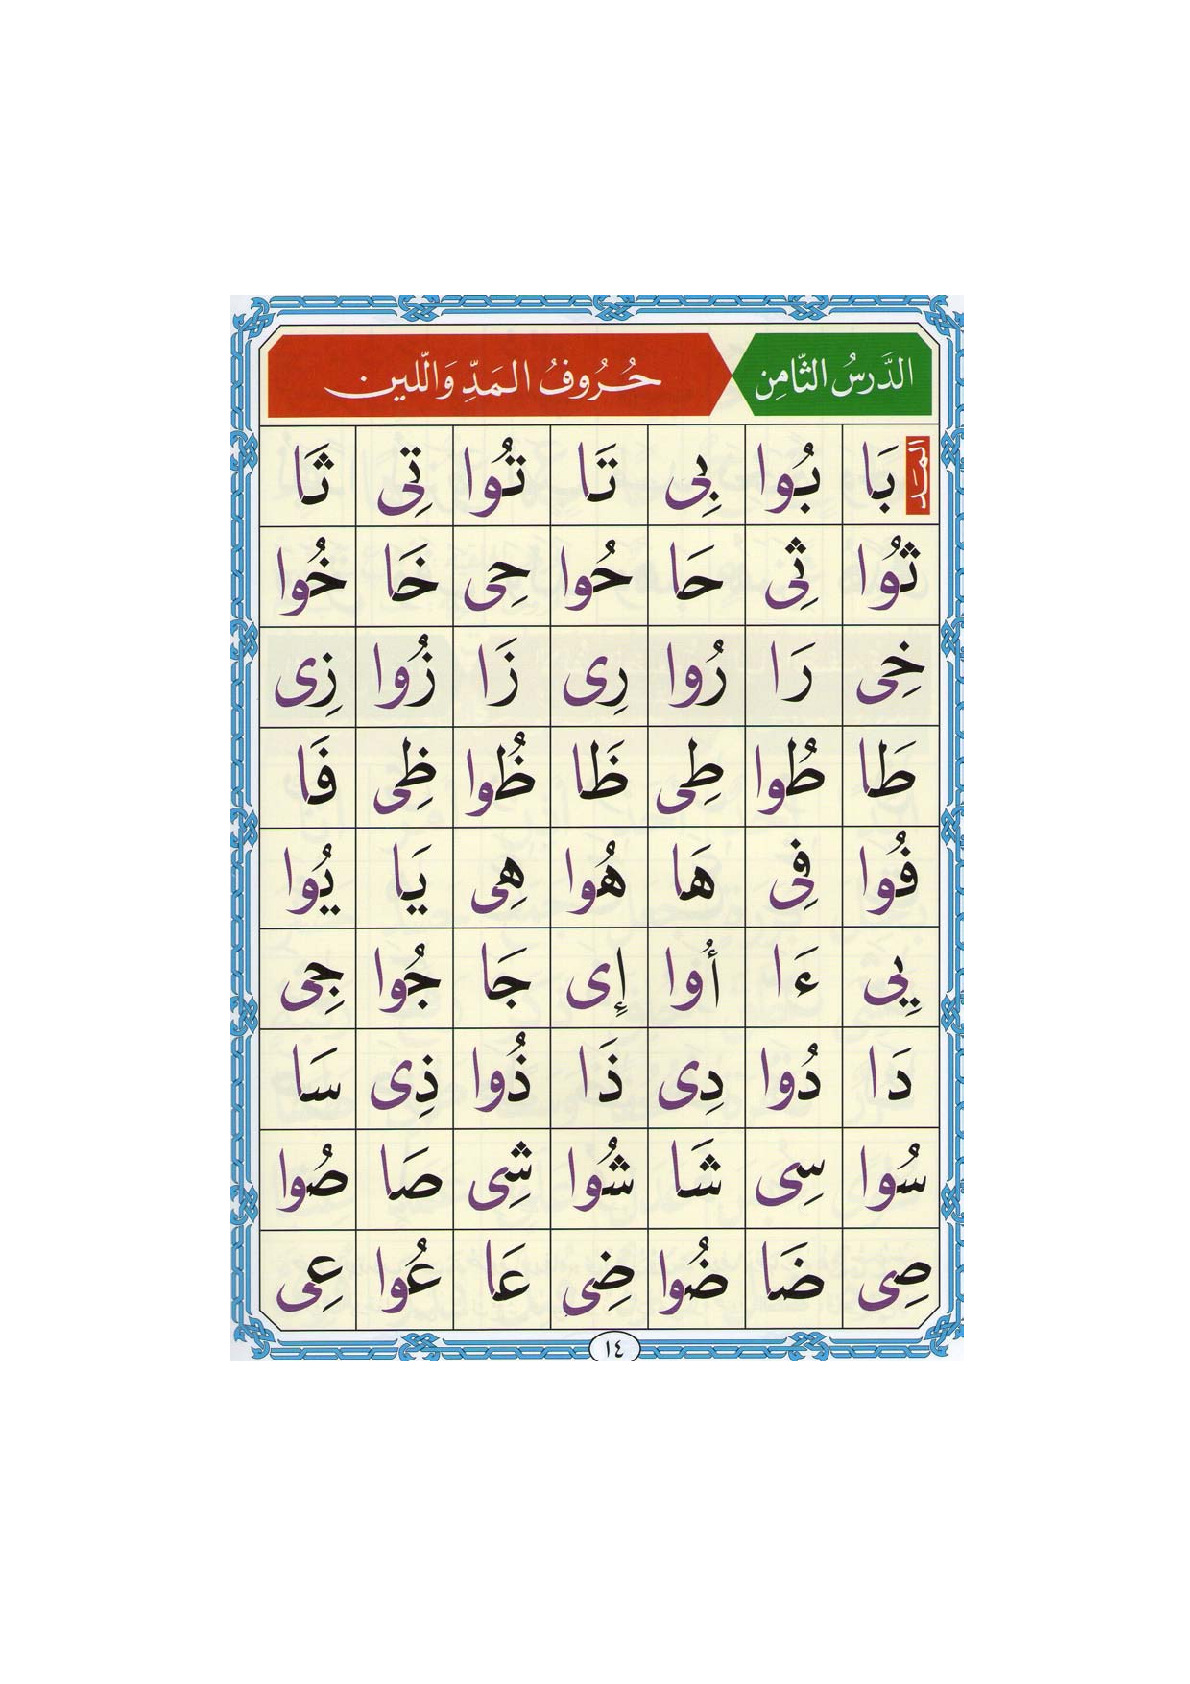 الدَّرسُ الثَّامِن حُرُوفُ المَدِّ وَاللّين
المَد
بَا بُوا بِى تَا تُوا تِى ثَا
ثُوا ثِى حَا حُوا حِى خَا خُوا
خِى رَا رُوا رِى زَا زُوا زِى
طَا طُوا طِى ظَا ظُوا ظِى فَا
فُوا فِى هَا هُوا هِى يَا يُوا
يِى ءَا أُوا إِى جَا جُوا جِى
دَا دُوا دِى ذَا ذُوا ذِى سَا
سُوا سِى شَا شُوا شِى صَا صُوا
صِى ضَا ضُوا ضِى عَا عُوا عِى
١٤